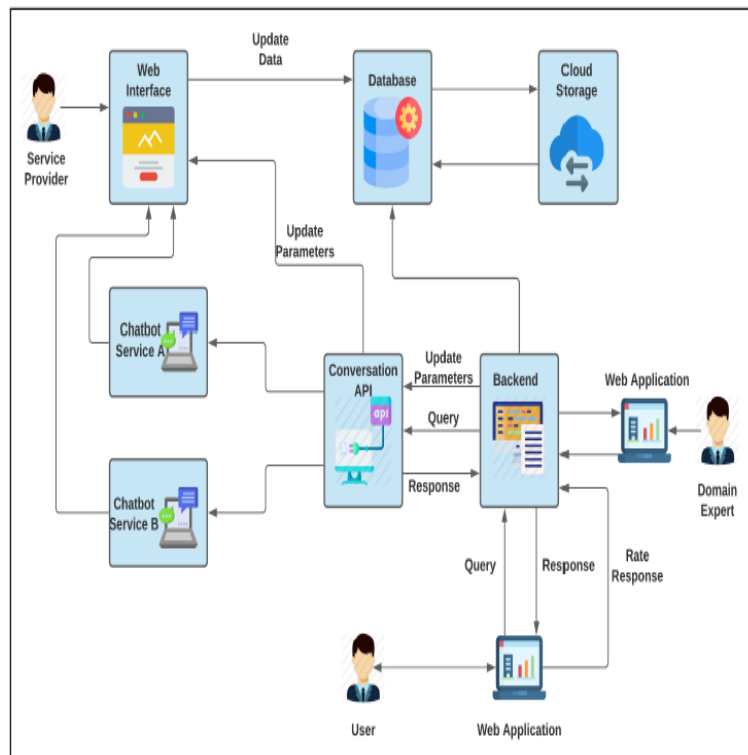 Update
Data
Web
Interface
Database
Cloud
Storage
Service
Provider
Update
Parameters
Chatbot
Service A
Conversation
API
api
Update
Parameters
Backend
Web Application
Query
Response
Domain
Expert
Chatbot
Service B
Query
Response
Rate
Response
User
Web Application